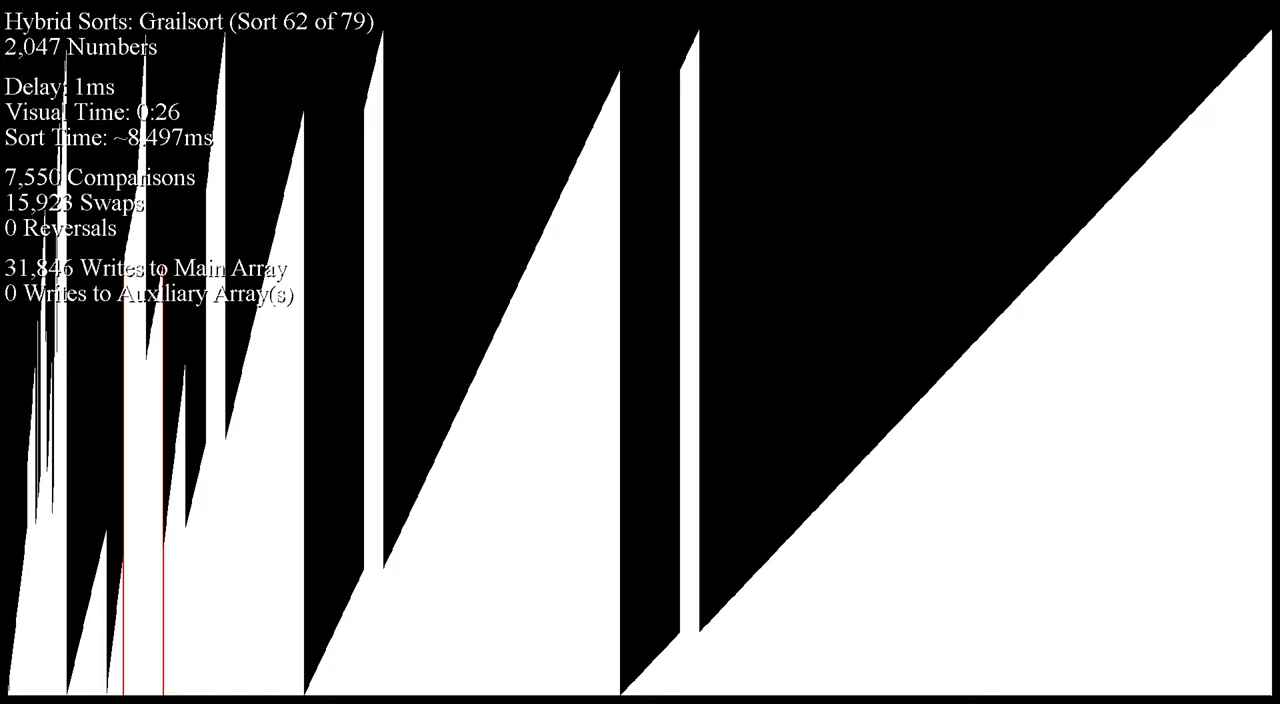 Hybrid Sorts: Grailsort (Sort 62 of 79)
2,047 Numbers
Delay: 1ms
Visual Time: 0:26
Sort Time: ~8.497ms
7,550 Comparisons
15,923 Swaps
0 Reversals
31,846 Writes to Main Array
0 Writes to Auxiliary Array(s)